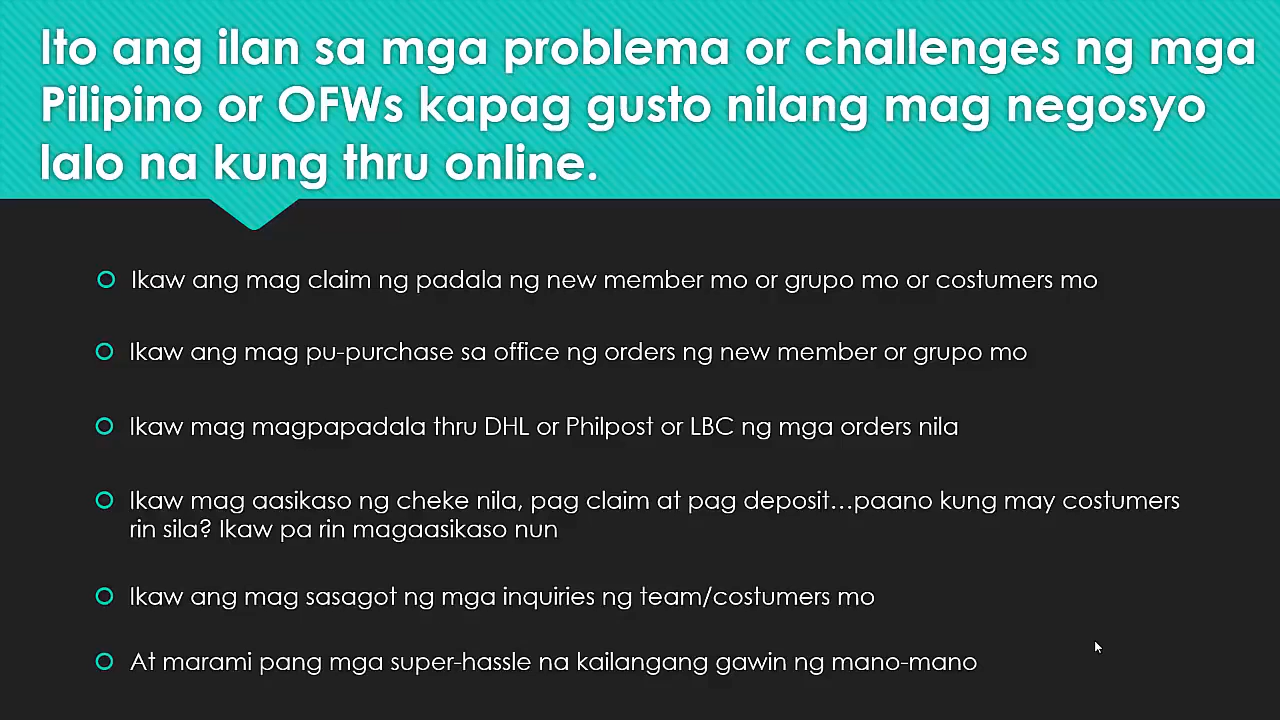 Ito ang ilan sa mga problema or challenges ng mga
Pilipino or OFWs kapag gusto nilang mag negosyo
lalo na kung thru online.
Ikaw ang mag claim ng padala ng new member mo or grupo mo or costumers mo
Ikaw ang mag pu-purchase sa office ng orders ng new member or grupo mo
Ikaw mag magpapadala thru DHL or Philpost or LBC ng mga orders nila
Ikaw mag aasikaso ng cheke nila, pag claim at pag deposit...paano kung may costumers
rin sila? Ikaw pa rin magaasikaso nun
Ikaw ang mag sasagot ng mga inquiries ng team/costumers mo
At marami pang mga super-hassle na kailangang gawin ng mano-mano